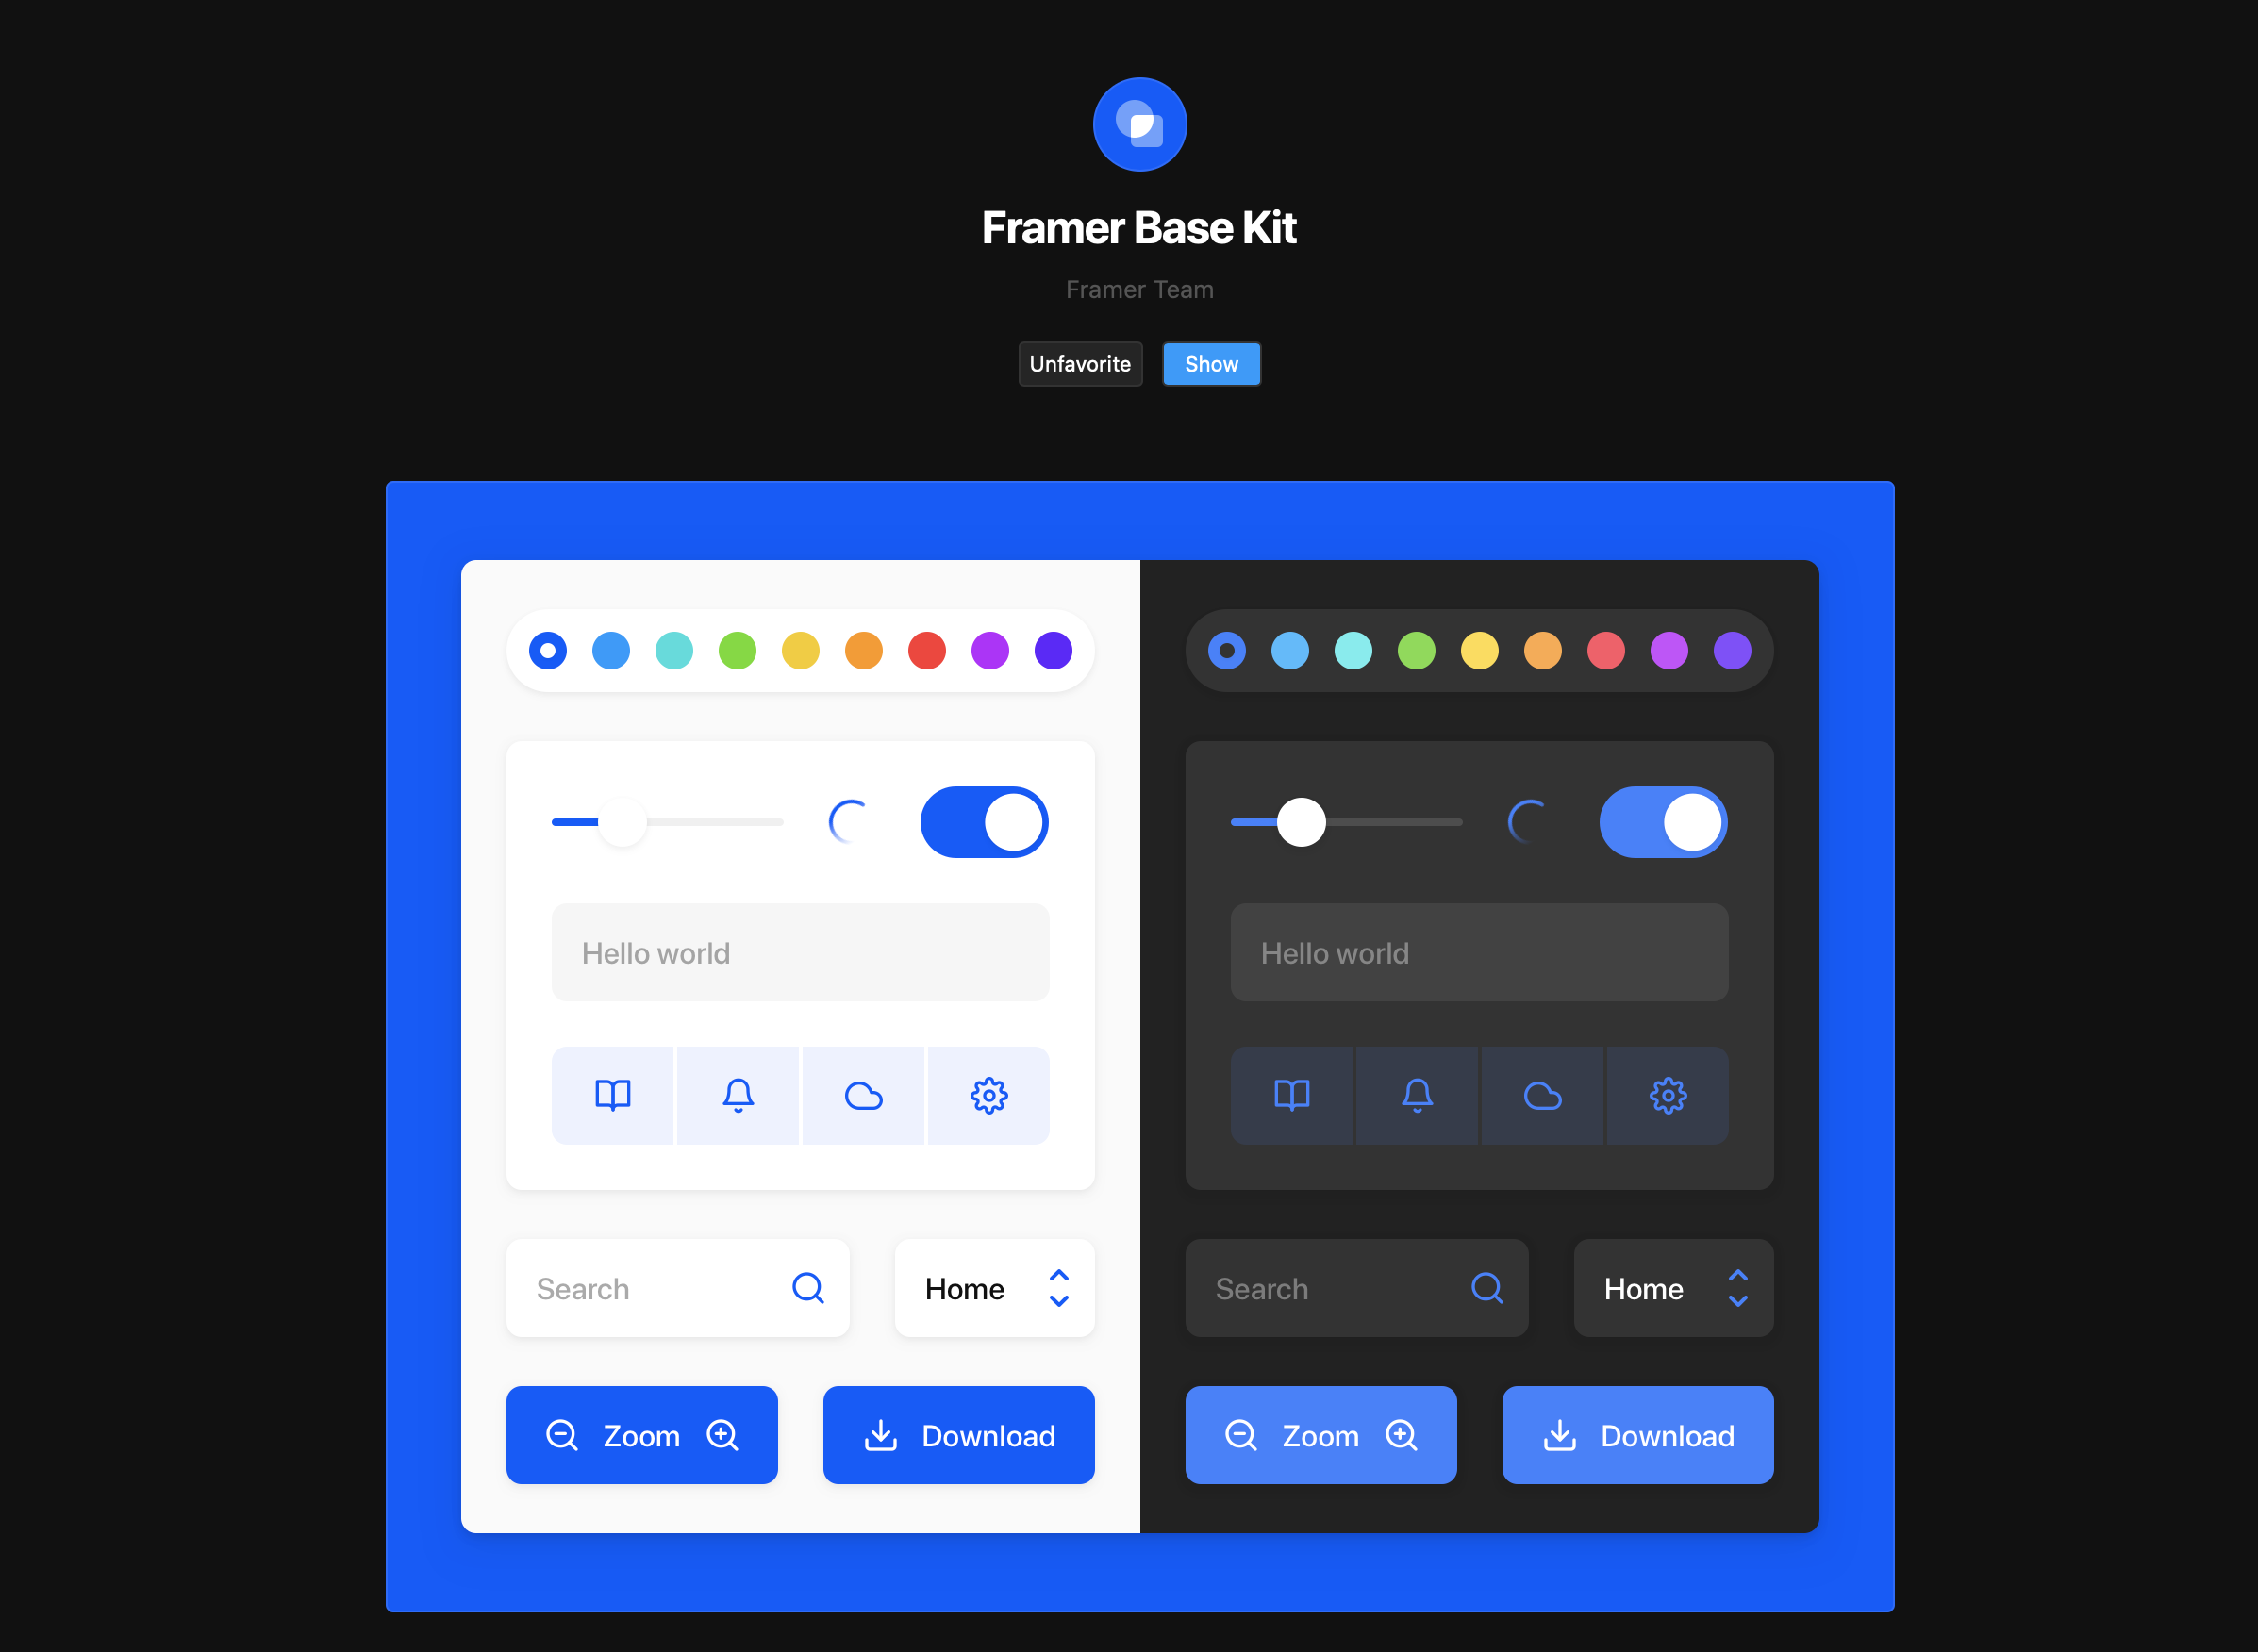 Framer Base Kit
Framer Team
Unfavorite
Show
Hello world
Search
Home
Zoom
Download
Hello world
Search
Home
Zoom
Download